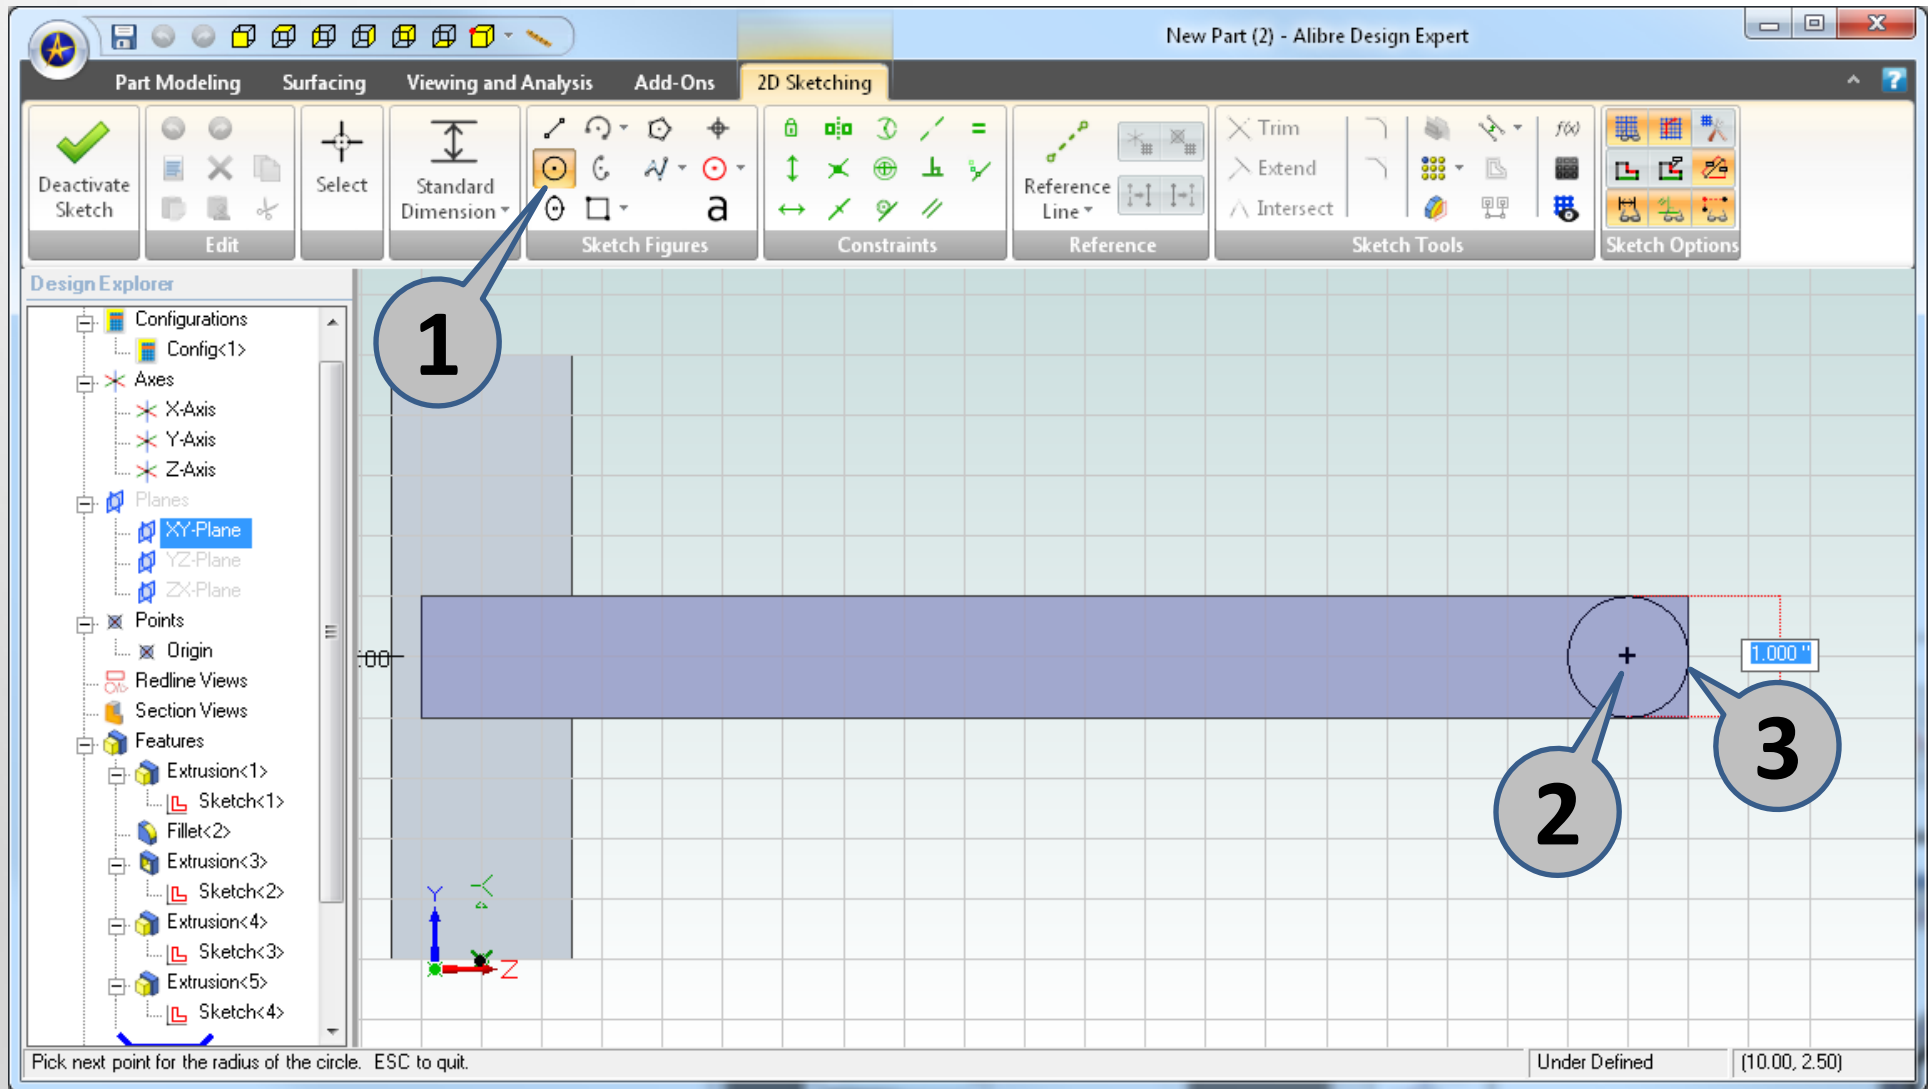 New Part (2) - Alibre Design Expert
Part Modeling Surfacing Viewing and Analysis Add-Ons 2D Sketching
Deactivate Sketch
Edit
Select
Standard Dimension
a
Sketch Figures
Constraints
Reference Line
Reference
f(x)
Trim
Extend
Intersect
Sketch Tools
Sketch Options
Design Explorer
Configurations
Config<1>
Axes
X-Axis
Y-Axis
Z-Axis
Planes
XY-Plane
YZ-Plane
ZX-Plane
Points
Origin
Redline Views
Section Views
Features
Extrusion<1>
Sketch<1>
Fillet<2>
Extrusion<3>
Sketch<2>
Extrusion<4>
Sketch<3>
Extrusion<5>
Sketch<4>
1
:00
1.000 "
3
2
Y
Z
Pick next point for the radius of the circle. ESC to quit.
Under Defined
(10.00, 2.50)